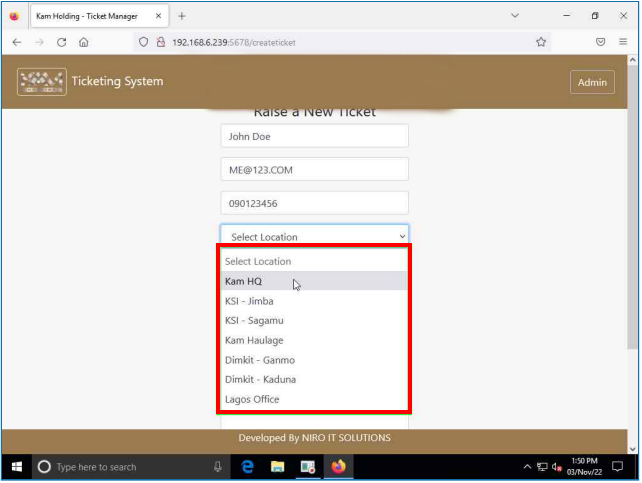 Kam Holding - Ticket Manager
192.168.6.239:5678/createticket
Ticketing System
Admin
Raise a New Ticket
John Doe
ME@123.COM
090123456
Select Location
Select Location
Kam HQ
KSI - Jimba
KSI - Sagamu
Kam Haulage
Dimkit - Ganmo
Dimkit - Kaduna
Lagos Office
Developed By NIRO IT SOLUTIONS
Type here to search
1:50 PM
03/Nov/22